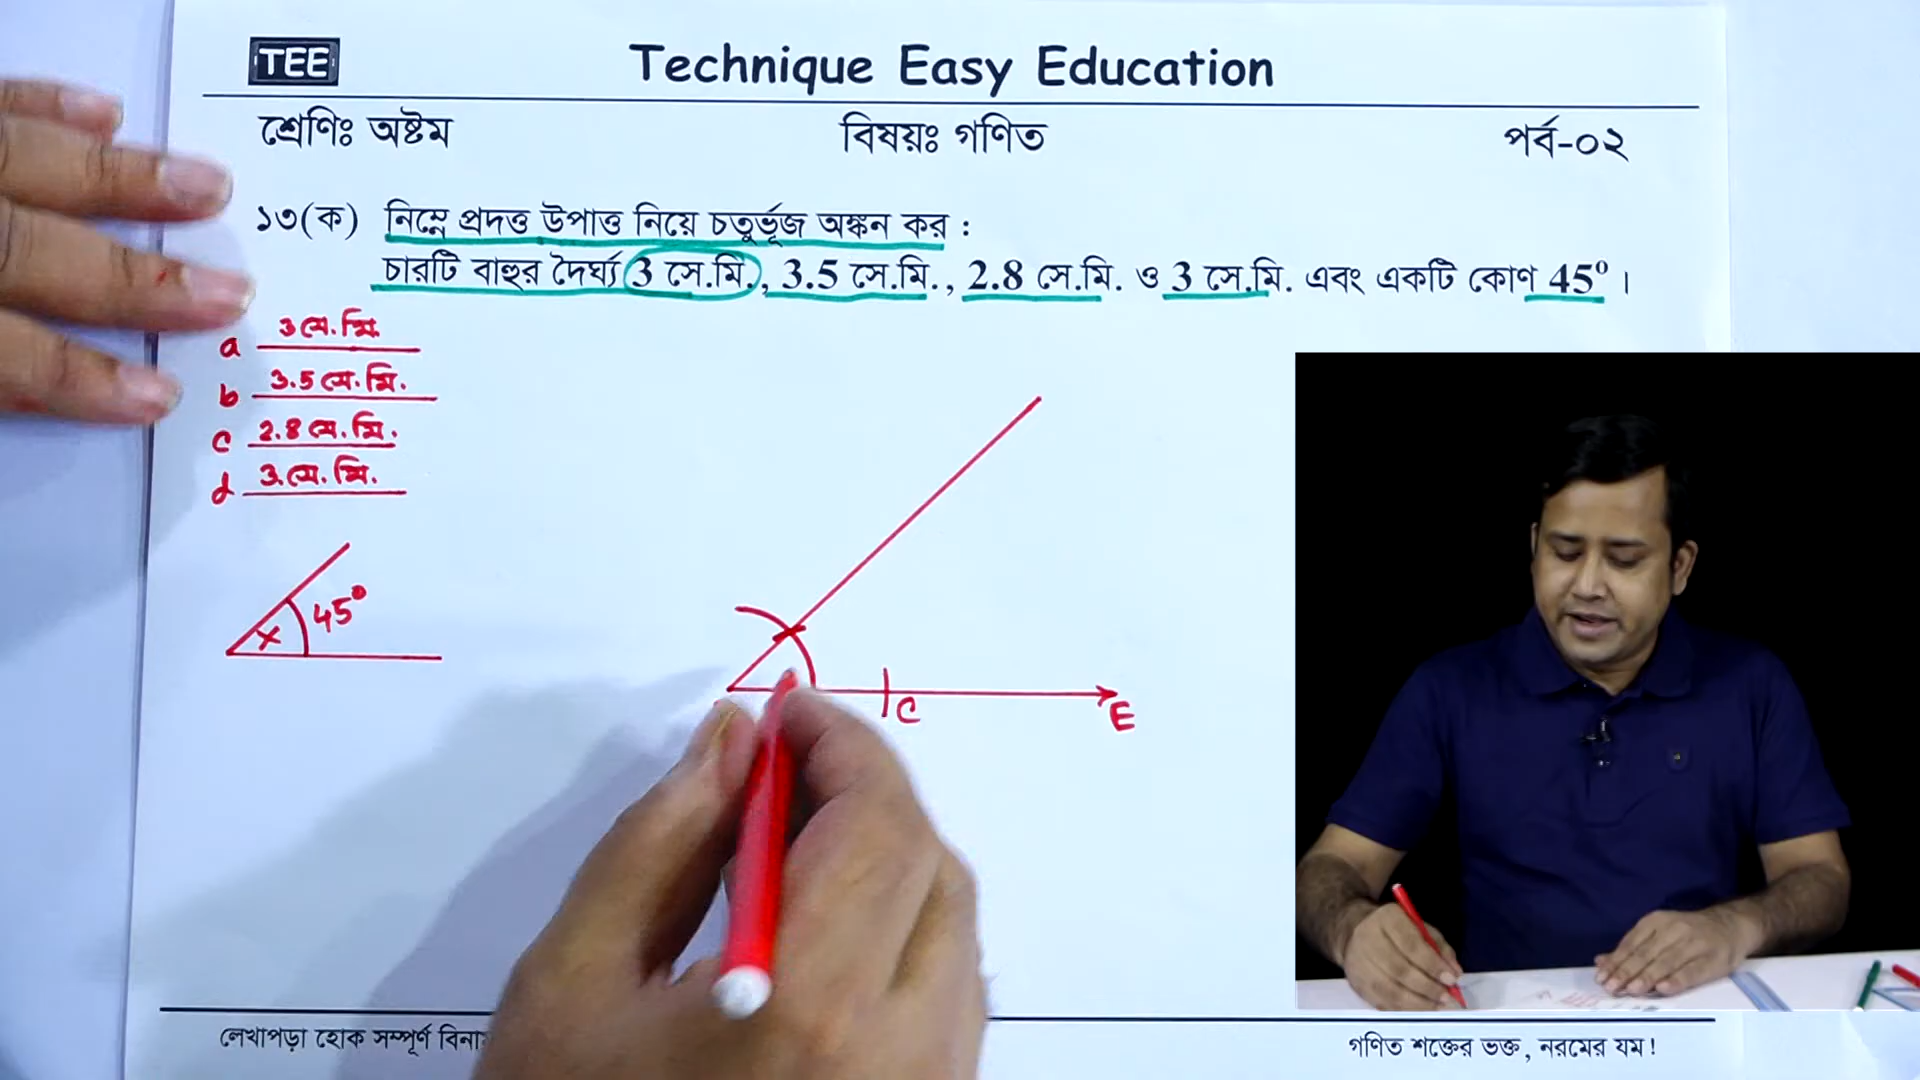 TEE
Technique Easy Education
শ্রেণিঃ অষ্টম
বিষয়ঃ গণিত
পর্ব-০২
১৩(ক) নিম্নে প্রদত্ত উপাত্ত নিয়ে চতুর্ভূজ অঙ্কন কর :
চারটি বাহুর দৈর্ঘ্য 3 সে.মি., 3.5 সে.মি., 2.8 সে.মি. ও 3 সে.মি. এবং একটি কোণ 45° ।
a 3 সে.মি.
b 3.5 সে.মি.
c 2.8 সে.মি.
d 3 সে.মি.
x 45°
C
E
লেখাপড়া হোক সম্পূর্ণ
গণিত শক্তের ভক্ত, নরমের যম!